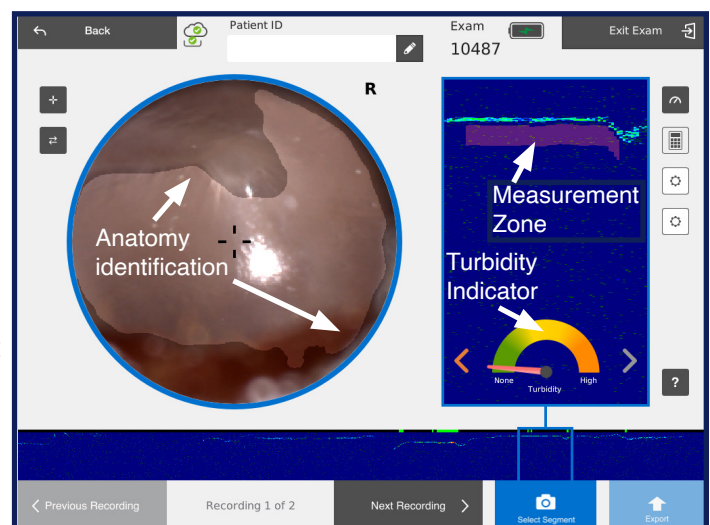 Back
Patient ID
Exam
10487
Exit Exam
R
Measurement
Zone
Anatomy
identification
Turbidity
Indicator
None
High
Turbidity
?
Previous Recording
Recording 1 of 2
Next Recording
Select Segment
Export